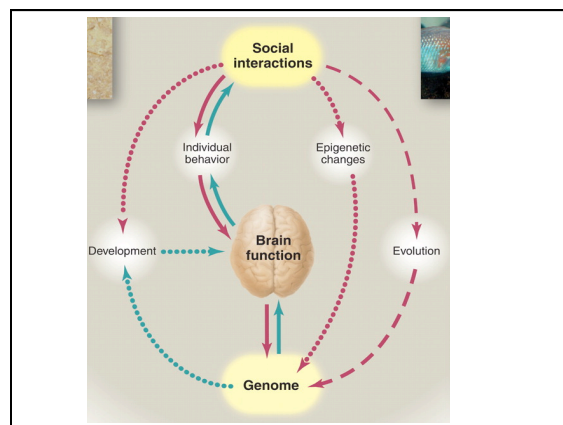 Social
interactions
Individual
behavior
Epigenetic
changes
Development
Brain
function
Evolution
Genome